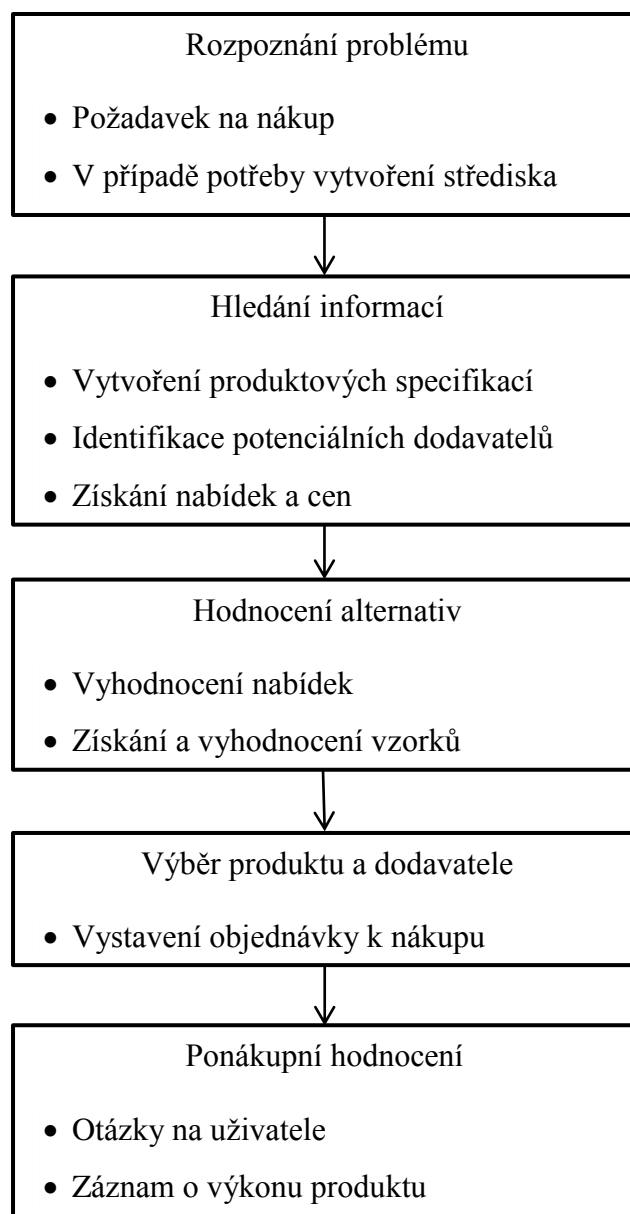 Rozpoznání problému
• Požadavek na nákup
• V případě potřeby vytvoření střediska
Hledání informací
• Vytvoření produktových specifikací
• Identifikace potenciálních dodavatelů
• Získání nabídek a cen
Hodnocení alternativ
• Vyhodnocení nabídek
• Získání a vyhodnocení vzorků
Výběr produktu a dodavatele
• Vystavení objednávky k nákupu
Ponákupní hodnocení
• Otázky na uživatele
• Záznam o výkonu produktu